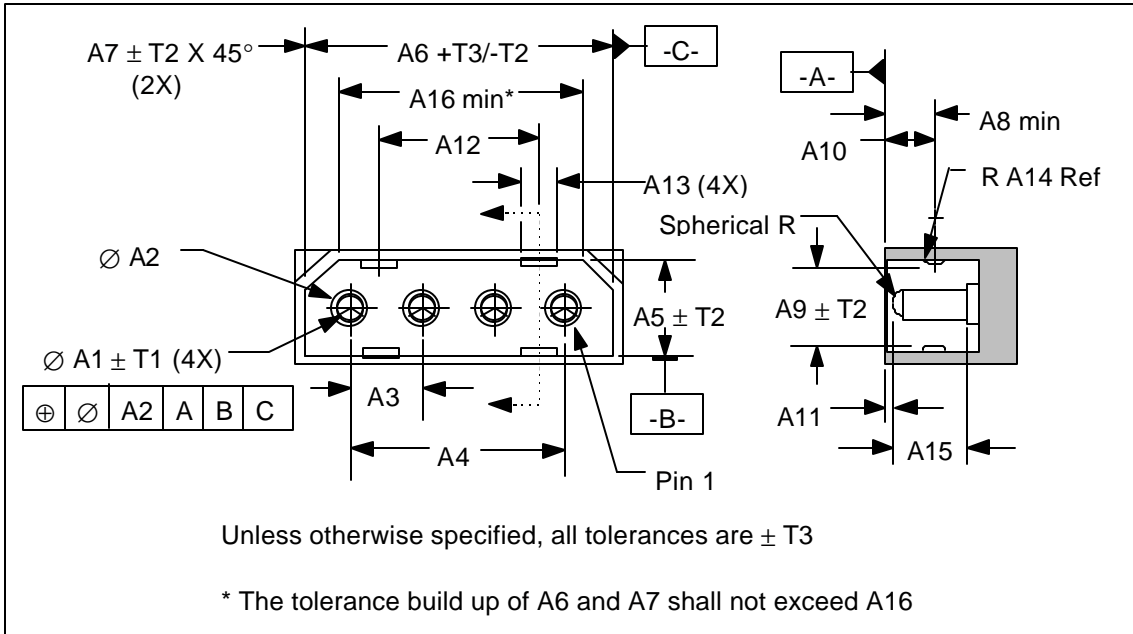 A7 ± T2 X 45°
(2X)
A6 +T3/-T2
-C-
A16 min*
A12
A13 (4X)
-A-
A8 min
A10
R A14 Ref
Spherical R
∅ A2
A5 ± T2
A9 ± T2
∅ A1 ± T1 (4X)
⊕ ∅ A2 A B C
A3
-B-
A11
A4
A15
Pin 1
Unless otherwise specified, all tolerances are ± T3
* The tolerance build up of A6 and A7 shall not exceed A16